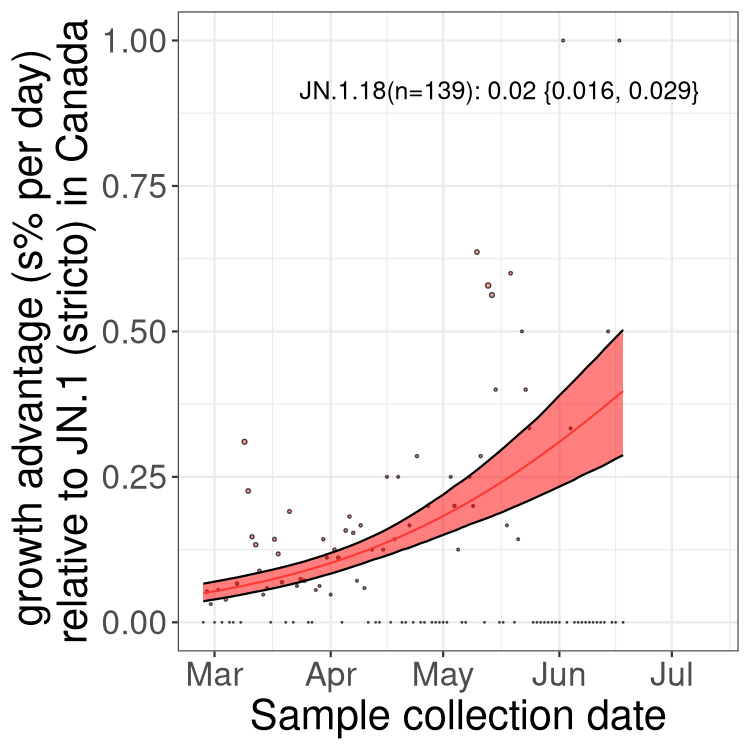 growth advantage (s% per day)
relative to JN.1 (stricto) in Canada
1.00
0.75
0.50
0.25
0.00
JN.1.18(n=139): 0.02 {0.016, 0.029}
Mar Apr May Jun Jul
Sample collection date